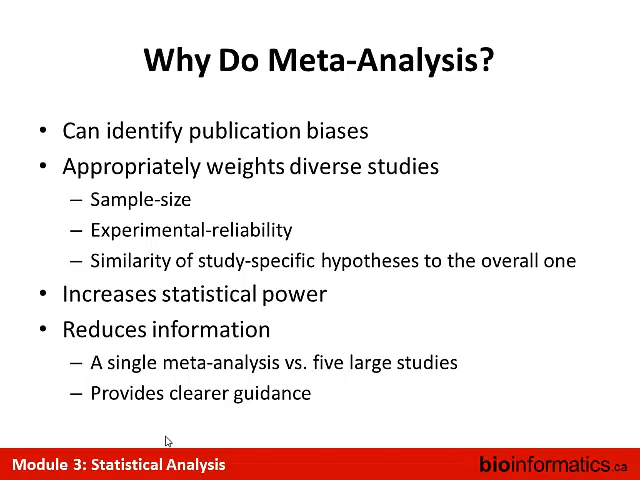 Why Do Meta-Analysis?
• Can identify publication biases
• Appropriately weights diverse studies
– Sample-size
– Experimental-reliability
– Similarity of study-specific hypotheses to the overall one
• Increases statistical power
• Reduces information
– A single meta-analysis vs. five large studies
– Provides clearer guidance
Module 3: Statistical Analysis
bioinformatics.ca